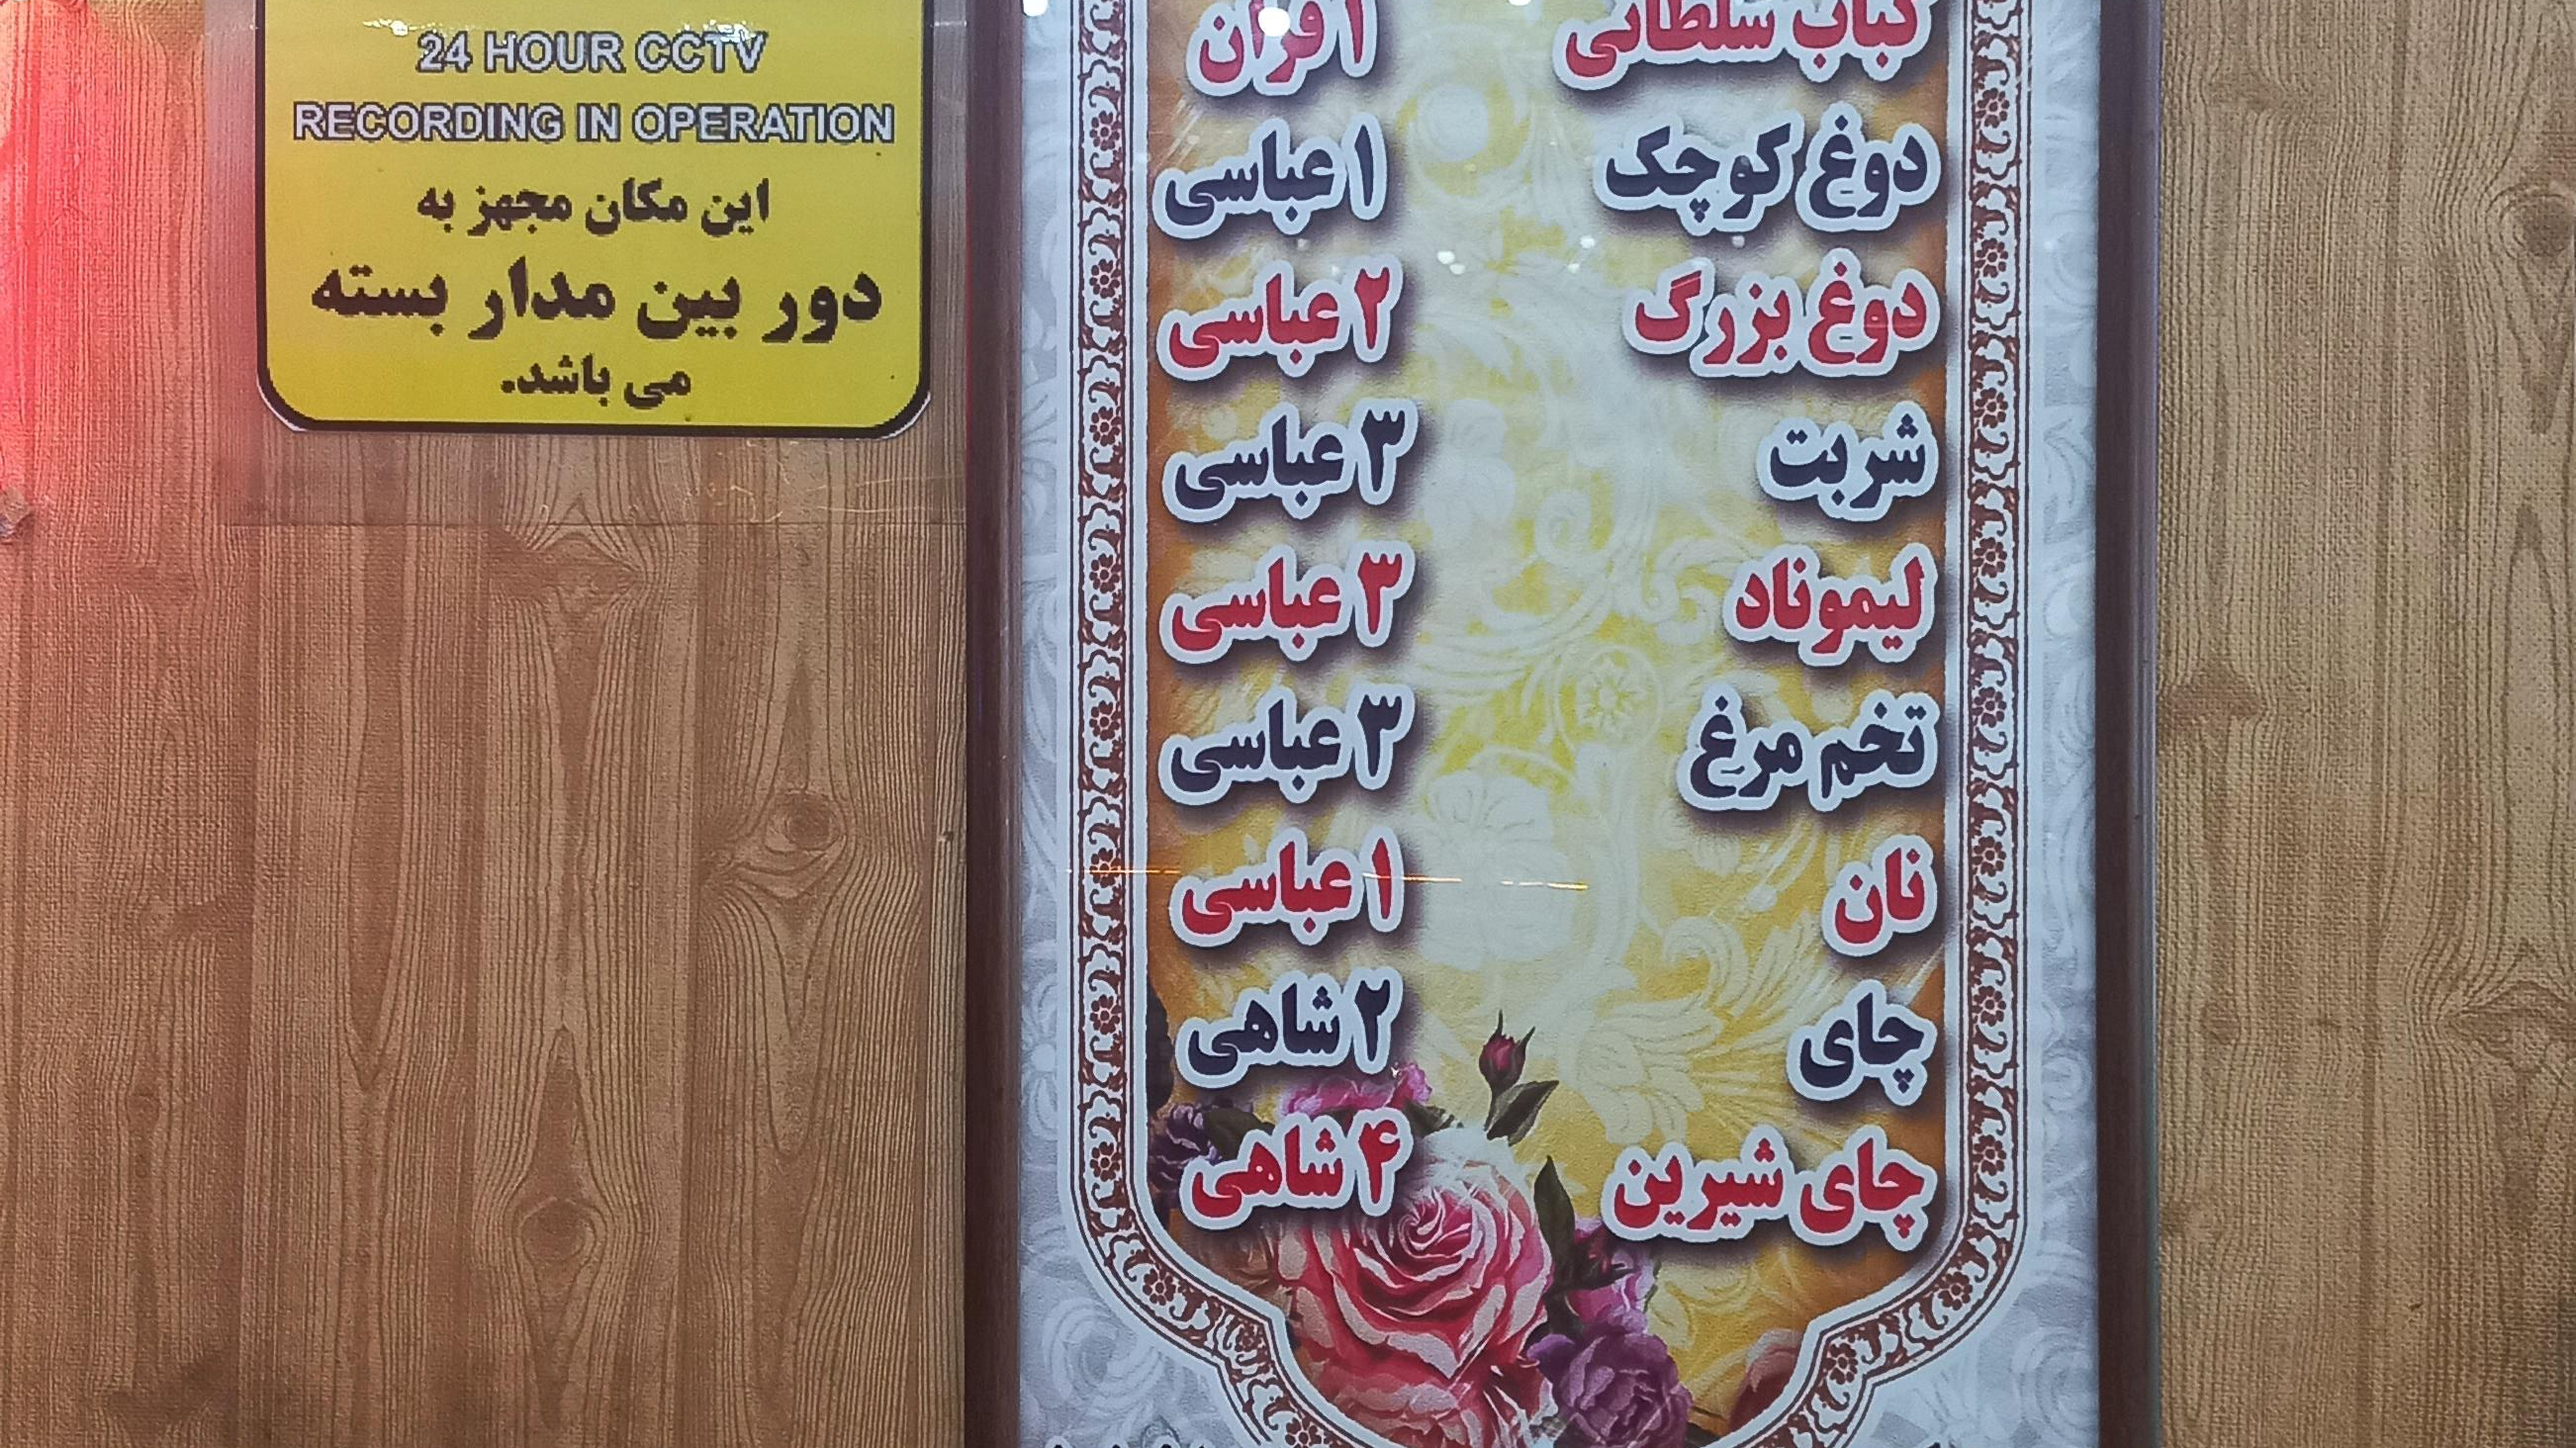 24 HOUR CCTV
RECORDING IN OPERATION
این مکان مجهز به
دور بین مدار بسته
می باشد.
کباب سلطانی ۱ قران
دوغ کوچک ۱ عباسی
دوغ بزرگ ۲ عباسی
شربت ۳ عباسی
لیموناد ۳ عباسی
تخم مرغ ۳ عباسی
نان ۱ عباسی
چای ۲ شاهی
چای شیرین ۴ شاهی